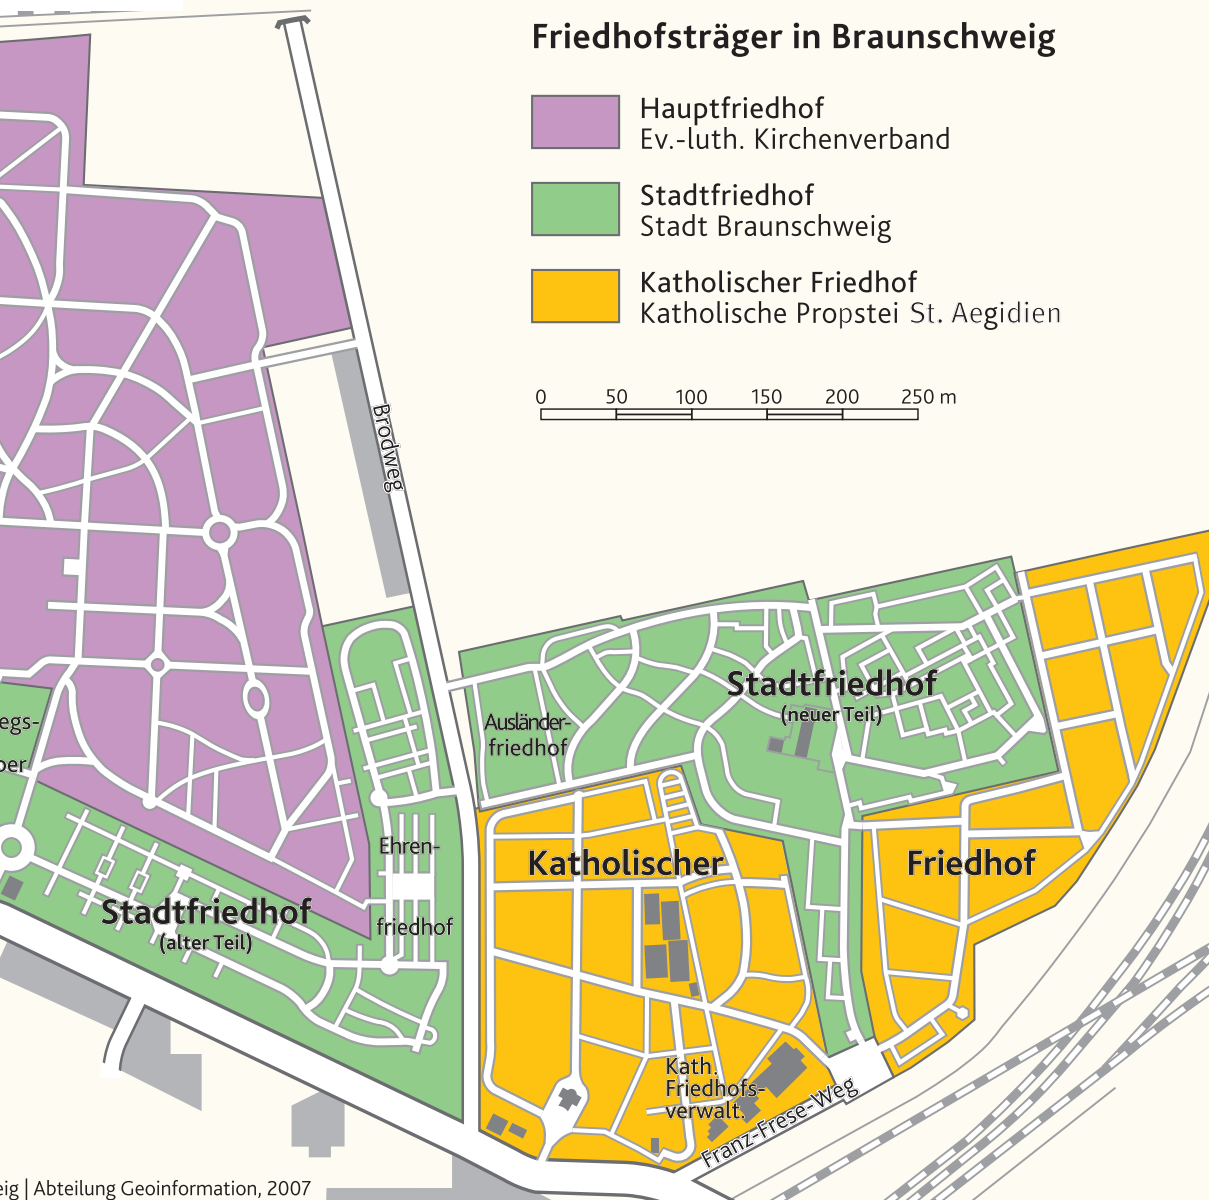 Friedhofsträger in Braunschweig
Hauptfriedhof
Ev.-luth. Kirchenverband
Stadtfriedhof
Stadt Braunschweig
Katholischer Friedhof
Katholische Propstei St. Aegidien
0 50 100 150 200 250 m
Brodweg
Stadtfriedhof
(neuer Teil)
Ausländer-
friedhof
egs-
ber
Ehren-
friedhof
Katholischer Friedhof
Stadtfriedhof
(alter Teil)
Kath.
Friedhofs-
verwalt.
Franz-Frese-Weg
eig | Abteilung Geoinformation, 2007